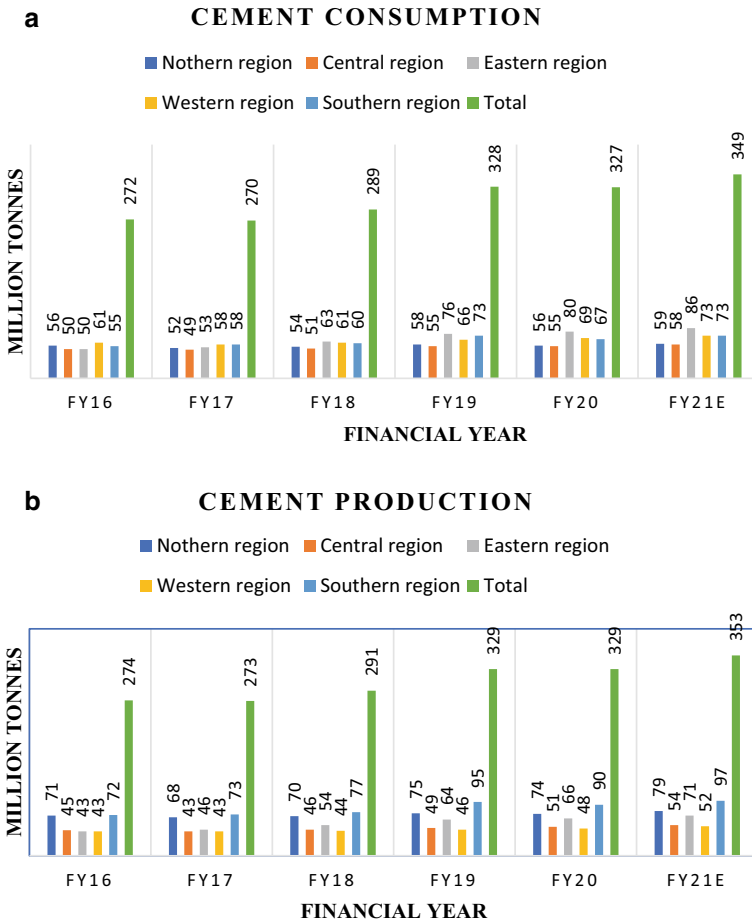 a
CEMENT CONSUMPTION
Nothern region Central region Eastern region
Western region Southern region Total
MILLION TONNES
56 50 50 61 55 272
52 49 53 58 58 270
54 51 63 61 60 289
58 55 76 66 73 328
56 55 80 69 67 327
59 58 86 73 73 349
FY16 FY17 FY18 FY19 FY20 FY21E
FINANCIAL YEAR
b
CEMENT PRODUCTION
Nothern region Central region Eastern region
Western region Southern region Total
MILLION TONNES
71 45 43 43 72 274
68 43 46 43 73 273
70 46 54 44 77 291
75 49 64 46 95 329
74 51 66 48 90 329
79 54 71 52 97 353
FY16 FY17 FY18 FY19 FY20 FY21E
FINANCIAL YEAR